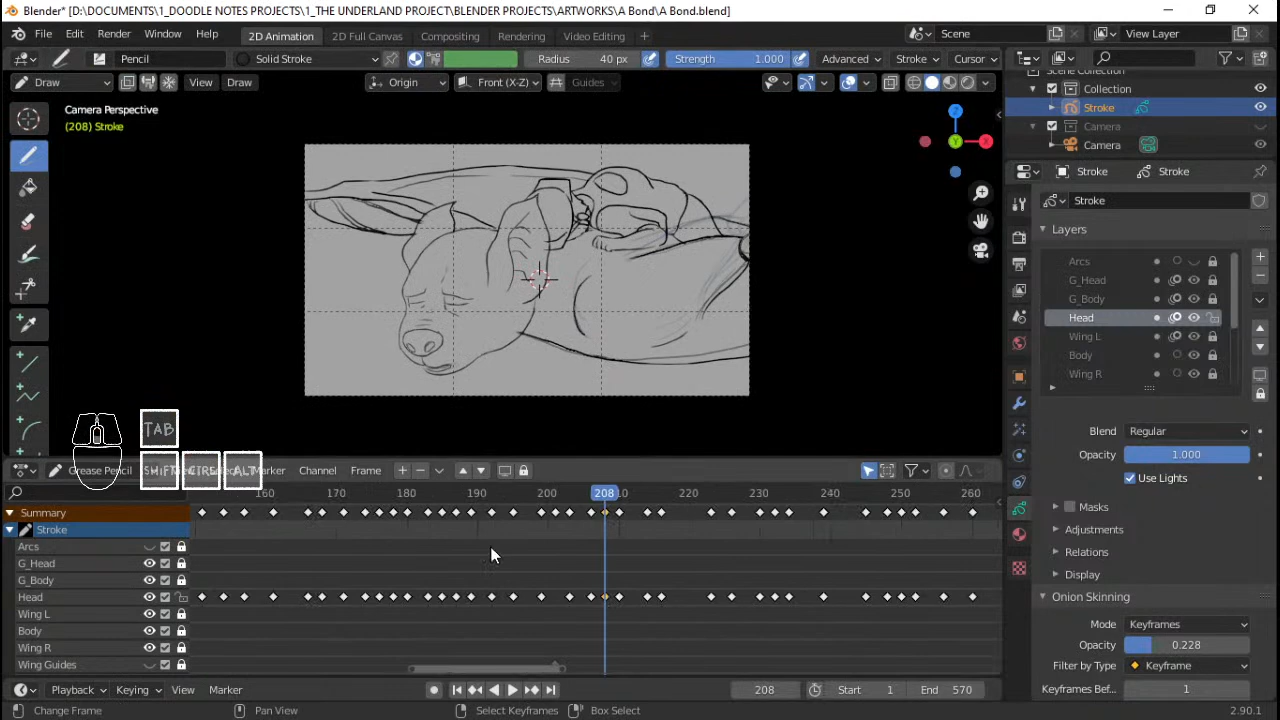 Blender* [D:\DOCUMENTS\1_DOODLE NOTES PROJECTS\1_THE UNDERLAND PROJECT\BLENDER PROJECTS\ARTWORKS\A Bond\A Bond.blend]
File Edit Render Window Help 2D Animation 2D Full Canvas Compositing Rendering Video Editing + Scene View Layer
Pencil Solid Stroke Radius 40 px Strength 1.000 Advanced Stroke Cursor
Draw View Draw Origin Front (X-Z) Guides
Scene Collection
Collection
Stroke
Camera
Camera
Camera Perspective
(208) Stroke
Z
Y
X
Stroke Stroke
Stroke
Layers
Arcs
G_Head
G_Body
Head
Wing L
Body
Wing R
Blend Regular
Opacity 1.000
Use Lights
Masks
Adjustments
Relations
Display
Onion Skinning
Mode Keyframes
Opacity 0.228
Filter by Type Keyframe
Keyframes Bef... 1
TAB
SHIFT CTRL ALT
Grease Pencil Marker Channel Frame
160 170 180 190 200 208 210 220 230 240 250 260
Summary
Stroke
Arcs
G_Head
G_Body
Head
Wing L
Body
Wing R
Wing Guides
Playback Keying View Marker 208 Start 1 End 570
Change Frame Pan View Select Keyframes Box Select 2.90.1